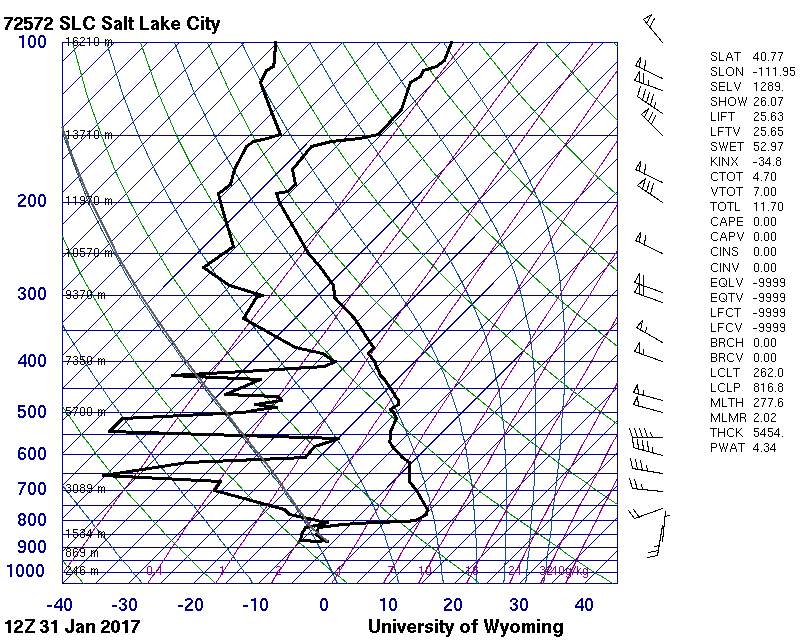 72572 SLC Salt Lake City
100
16210 m
13710 m
200
11970 m
10570 m
300
9370 m
400
7350 m
500
5700 m
600
700
3089 m
800
1534 m
900
869 m
1000
246 m 0.4 1 2 4 7 10 16 24 32 40g/kg
-40 -30 -20 -10 0 10 20 30 40
12Z 31 Jan 2017 University of Wyoming
SLAT 40.77
SLON -111.95
SELV 1289.
SHOW 26.07
LIFT 25.63
LFTV 25.65
SWET 52.97
KINX -34.8
CTOT 4.70
VTOT 7.00
TOTL 11.70
CAPE 0.00
CAPV 0.00
CINS 0.00
CINV 0.00
EQLV -9999
EQTV -9999
LFCT -9999
LFCV -9999
BRCH 0.00
BRCV 0.00
LCLT 262.0
LCLP 816.8
MLTH 277.6
MLMR 2.02
THCK 5454.
PWAT 4.34